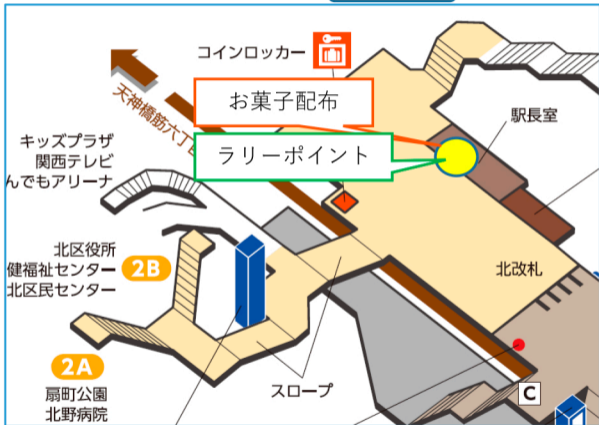 コインロッカー
お菓子配布
ラリーポイント
駅長室
天神橋筋六丁目
キッズプラザ
関西テレビ
んでもアリーナ
北区役所
健福祉センター
北区民センター
2B
北改札
2A
扇町公園
北野病院
スロープ
C